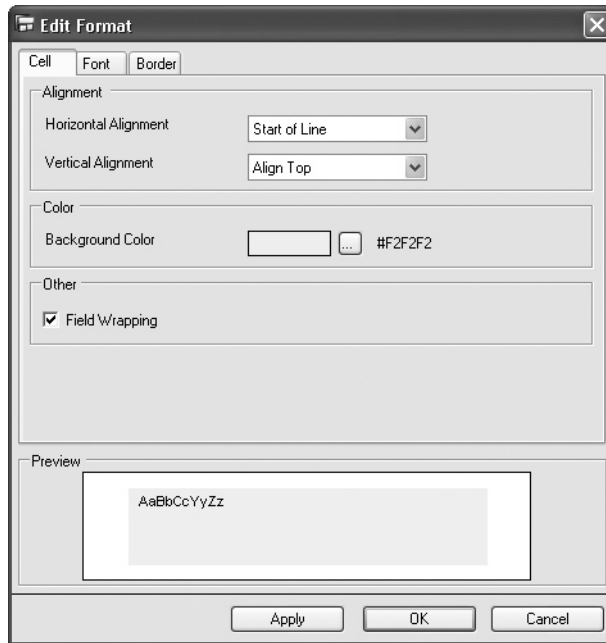 Edit Format
Cell Font Border
Alignment
Horizontal Alignment Start of Line
Vertical Alignment Align Top
Color
Background Color ... #F2F2F2
Other
Field Wrapping
Preview
AaBbCcYyZz
Apply OK Cancel